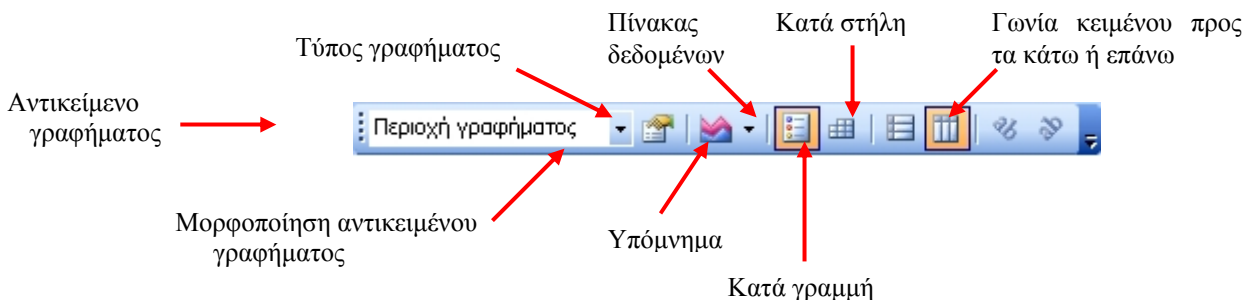 Τύπος γραφήματος
Πίνακας
δεδομένων
Κατά στήλη
Γωνία κειμένου προς
τα κάτω ή επάνω
Αντικείμενο
γραφήματος
Περιοχή γραφήματος
Μορφοποίηση αντικειμένου
γραφήματος
Υπόμνημα
Κατά γραμμή